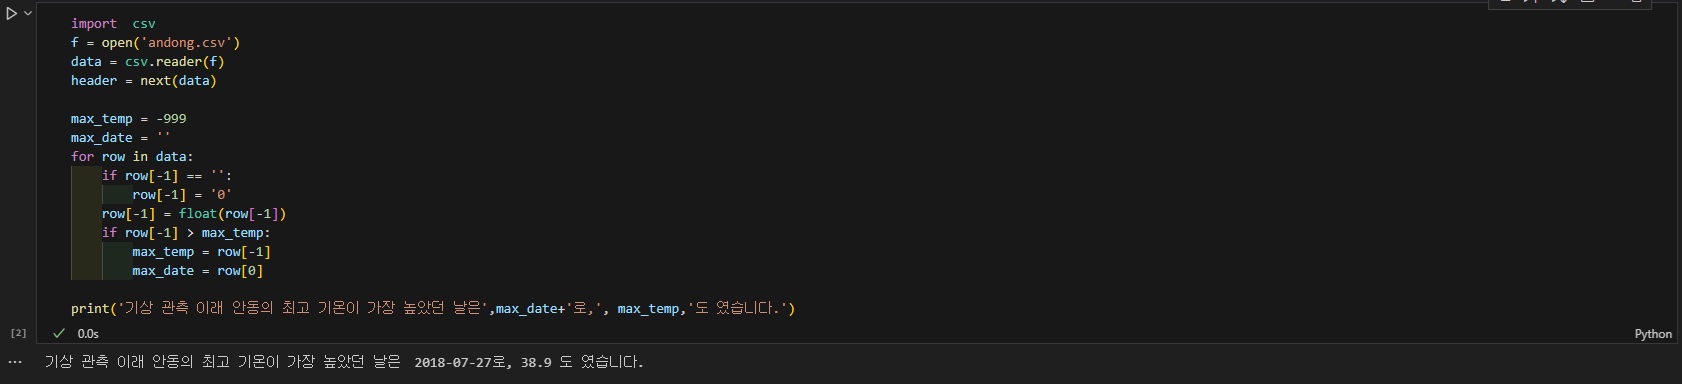 import  csv
f = open('andong.csv')
data = csv.reader(f)
header = next(data)

max_temp = -999
max_date = ''
for row in data:
    if row[-1] == '':
        row[-1] = '0'
    row[-1] = float(row[-1])
    if row[-1] > max_temp:
        max_temp = row[-1]
        max_date = row[0]

print('기상 관측 이래 안동의 최고 기온이 가장 높았던 날은',max_date+'로,', max_temp,'도 였습니다.')
[2]
0.0s
Python
기상 관측 이래 안동의 최고 기온이 가장 높았던 날은  2018-07-27로, 38.9 도 였습니다.